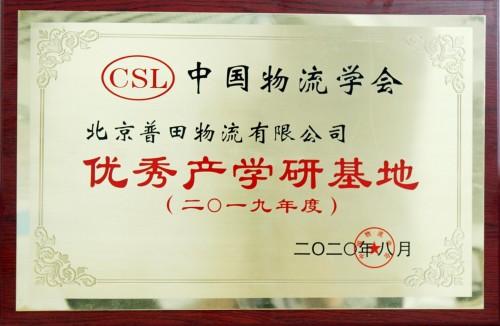 CSL 中国物流学会
北京普田物流有限公司
优秀产学研基地
(二〇一九年度)
二〇二〇年八月